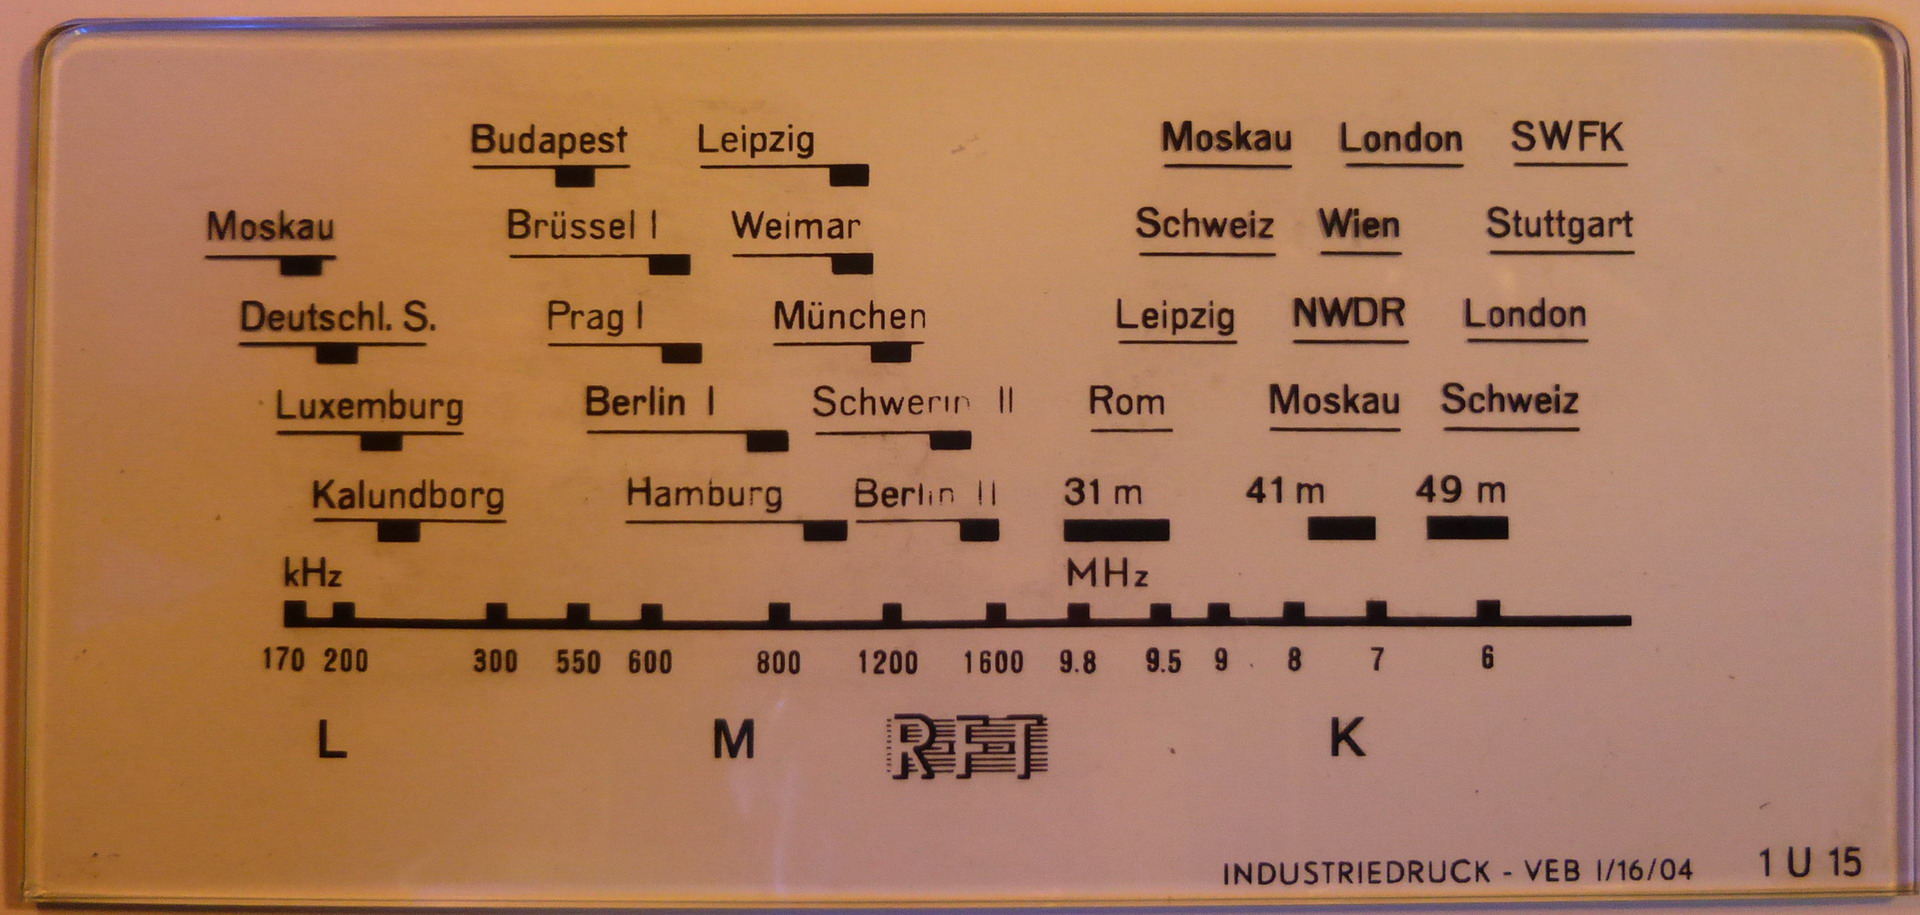 Budapest Leipzig Moskau London SWFK
Moskau Brüssel I Weimar Schweiz Wien Stuttgart
Deutschl. S. Prag I München Leipzig NWDR London
Luxemburg Berlin I Schwerin II Rom Moskau Schweiz
Kalundborg Hamburg Berlin II 31 m 41 m 49 m
kHz MHz
170 200 300 550 600 800 1200 1600 9.8 9.5 9 8 7 6
L M RFT K
INDUSTRIEDRUCK - VEB I/16/04 1 U 15